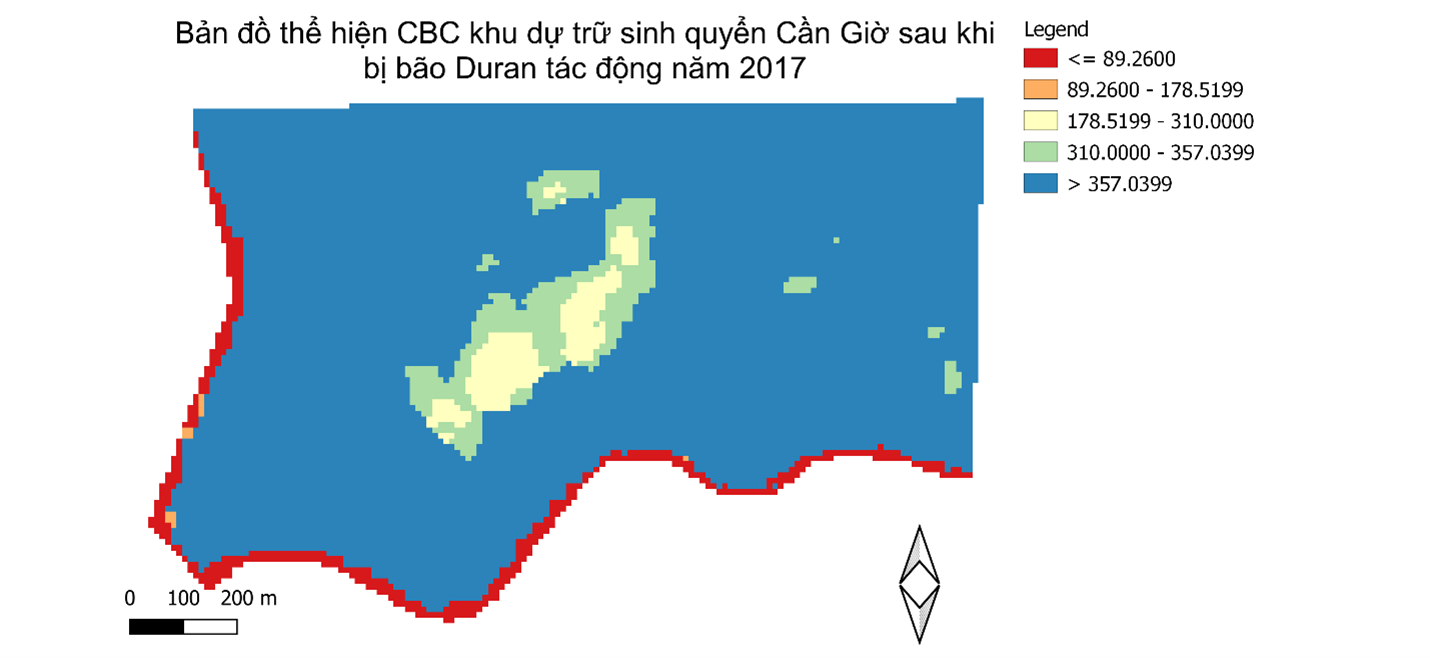 Bản đồ thể hiện CBC khu dự trữ sinh quyển Cần Giờ sau khi
bị bão Duran tác động năm 2017
Legend
<= 89.2600
89.2600 - 178.5199
178.5199 - 310.0000
310.0000 - 357.0399
> 357.0399
0 100 200 m